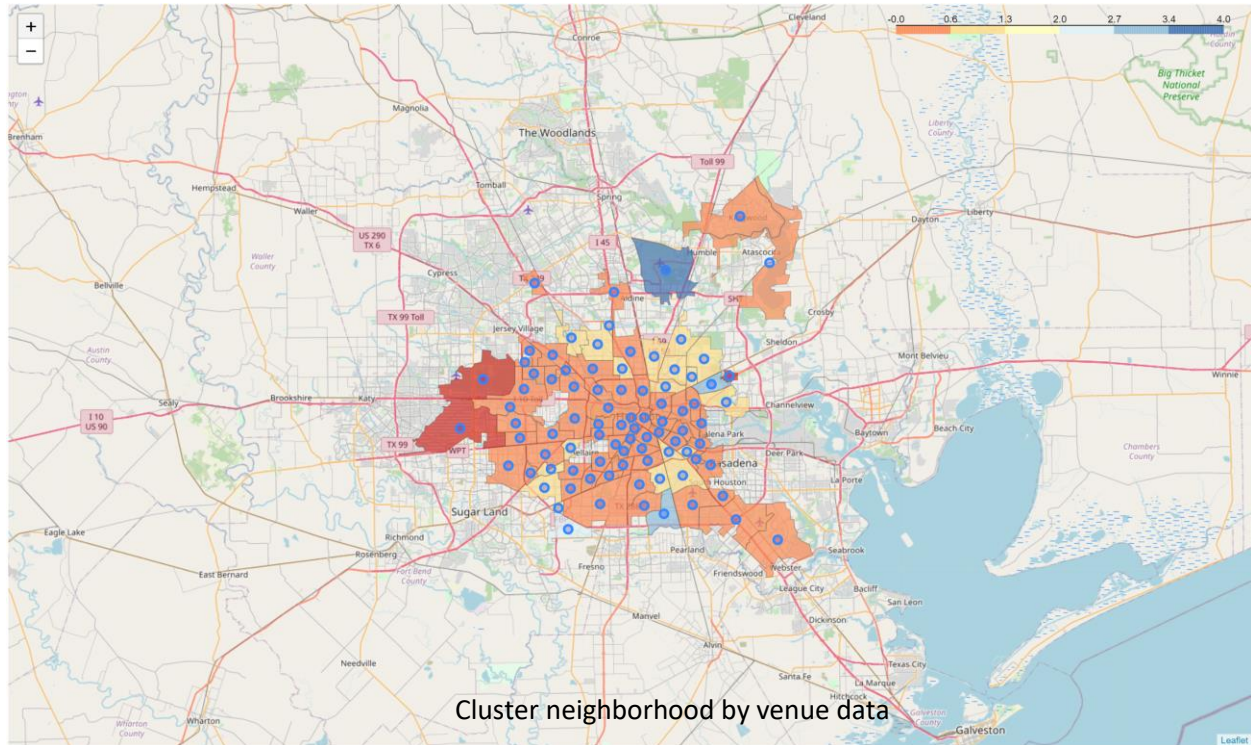 +
−
-0.0 0.6 1.3 2.0 2.7 3.4 4.0
Cleveland
Conroe
Big Thicket
National
Preserve
Magnolia
Brenham
The Woodlands
Liberty
County
Toll 99
Hempstead
Tomball
Spring
Waller
Dayton
Liberty
US 290
TX 6
I 45
Humble
Atascocita
Waller
County
Cypress
Bellville
Crosby
TX 99 Toll
Jersey Village
Sheldon
Mont Belvieu
Austin
County
Winnie
Sealy
Brookshire
Katy
Channelview
I 10
US 90
Baytown
Beach City
TX 99
WPT
Deer Park
Chambers
County
La Porte
Sugar Land
Eagle Lake
Richmond
Rosenberg
Pearland
Seabrook
East Bernard
Fort Bend
County
Fresno
Friendswood
Webster
League City
Bacliff
San Leon
Manvel
Dickinson
Alvin
Needville
Texas City
Santa Fe
La Marque
Hitchcock
Cluster neighborhood by venue data
Wharton
County
Wharton
Galveston
County
Galveston
Leaflet